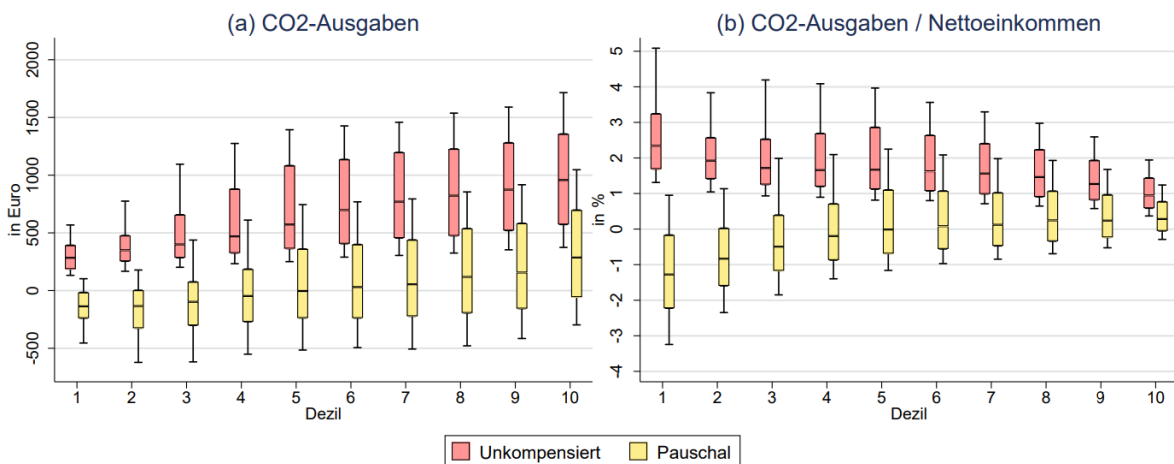 (a) CO2-Ausgaben
in Euro
2000
1500
1000
500
0
-500
1 2 3 4 5 6 7 8 9 10
Dezil
(b) CO2-Ausgaben / Nettoeinkommen
in %
5
4
3
2
1
0
-1
-2
-3
-4
1 2 3 4 5 6 7 8 9 10
Dezil
Unkompensiert Pauschal